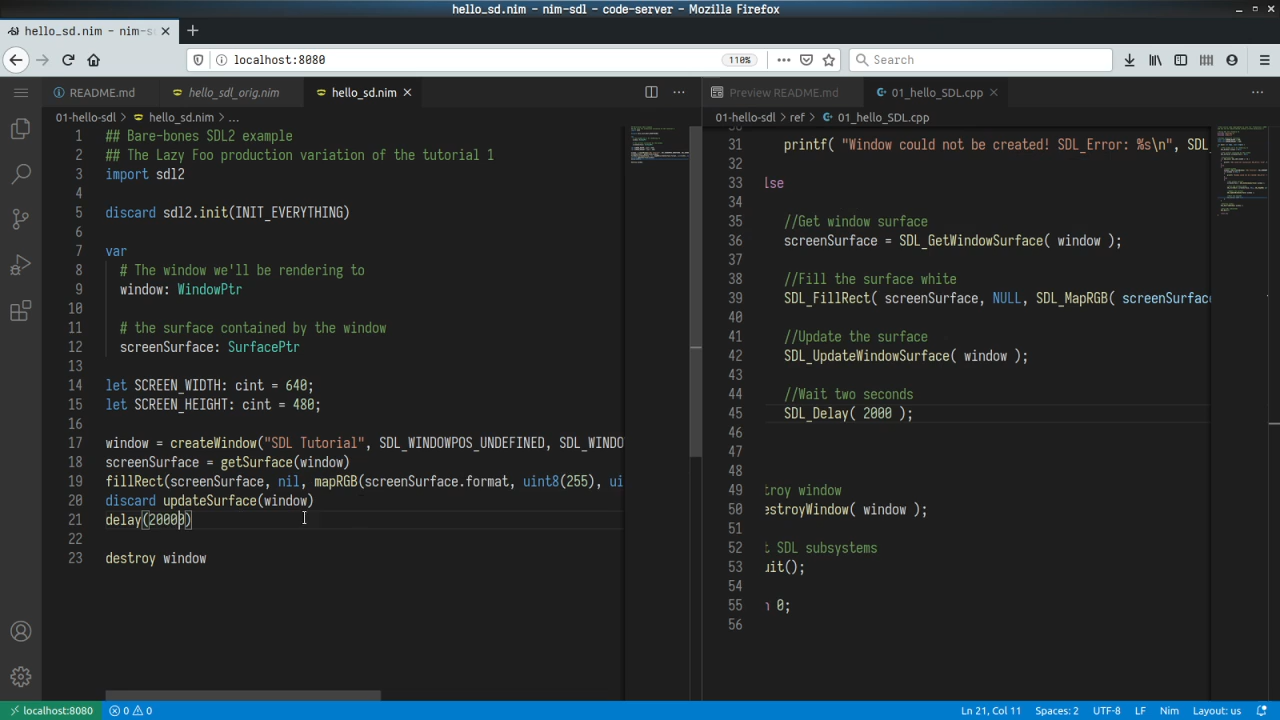 hello_sd.nim - nim-sdl - code-server - Mozilla Firefox
hello_sd.nim - nim-s
localhost:8080
110%
Search
README.md
hello_sdl_orig.nim
hello_sd.nim
Preview README.md
01_hello_SDL.cpp
01-hello-sdl > hello_sd.nim > ...
1 ## Bare-bones SDL2 example
2 ## The Lazy Foo production variation of the tutorial 1
3 import sdl2
4
5 discard sdl2.init(INIT_EVERYTHING)
6
7 var
8 # The window we'll be rendering to
9 window: WindowPtr
10
11 # the surface contained by the window
12 screenSurface: SurfacePtr
13
14 let SCREEN_WIDTH: cint = 640;
15 let SCREEN_HEIGHT: cint = 480;
16
17 window = createWindow("SDL Tutorial", SDL_WINDOWPOS_UNDEFINED, SDL_WINDO
18 screenSurface = getSurface(window)
19 fillRect(screenSurface, nil, mapRGB(screenSurface.format, uint8(255), ui
20 discard updateSurface(window)
21 delay(20000)
22
23 destroy window
01-hello-sdl > ref > 01_hello_SDL.cpp
31 printf( "Window could not be created! SDL_Error: %s\n", SDL_
32
33 lse
34
35 //Get window surface
36 screenSurface = SDL_GetWindowSurface( window );
37
38 //Fill the surface white
39 SDL_FillRect( screenSurface, NULL, SDL_MapRGB( screenSurface
40
41 //Update the surface
42 SDL_UpdateWindowSurface( window );
43
44 //Wait two seconds
45 SDL_Delay( 2000 );
46
47
48
49 troy window
50 estroyWindow( window );
51
52 t SDL subsystems
53 uit();
54
55 n 0;
56
localhost:8080
0 0
Ln 21, Col 11
Spaces: 2
UTF-8
LF
Nim
Layout: us